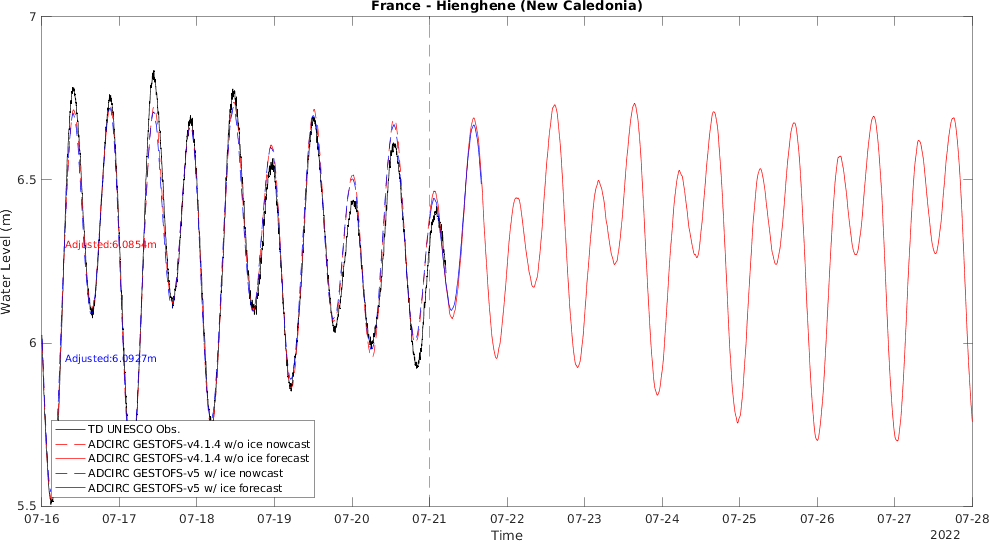 France - Hienghene (New Caledonia)
Water Level (m)
7
6.5
6
5.5
Adjusted:6.0854m
Adjusted:6.0927m
TD UNESCO Obs.
ADCIRC GESTOFS-v4.1.4 w/o ice nowcast
ADCIRC GESTOFS-v4.1.4 w/o ice forecast
ADCIRC GESTOFS-v5 w/ ice nowcast
ADCIRC GESTOFS-v5 w/ ice forecast
07-16 07-17 07-18 07-19 07-20 07-21 07-22 07-23 07-24 07-25 07-26 07-27 07-28
Time
2022